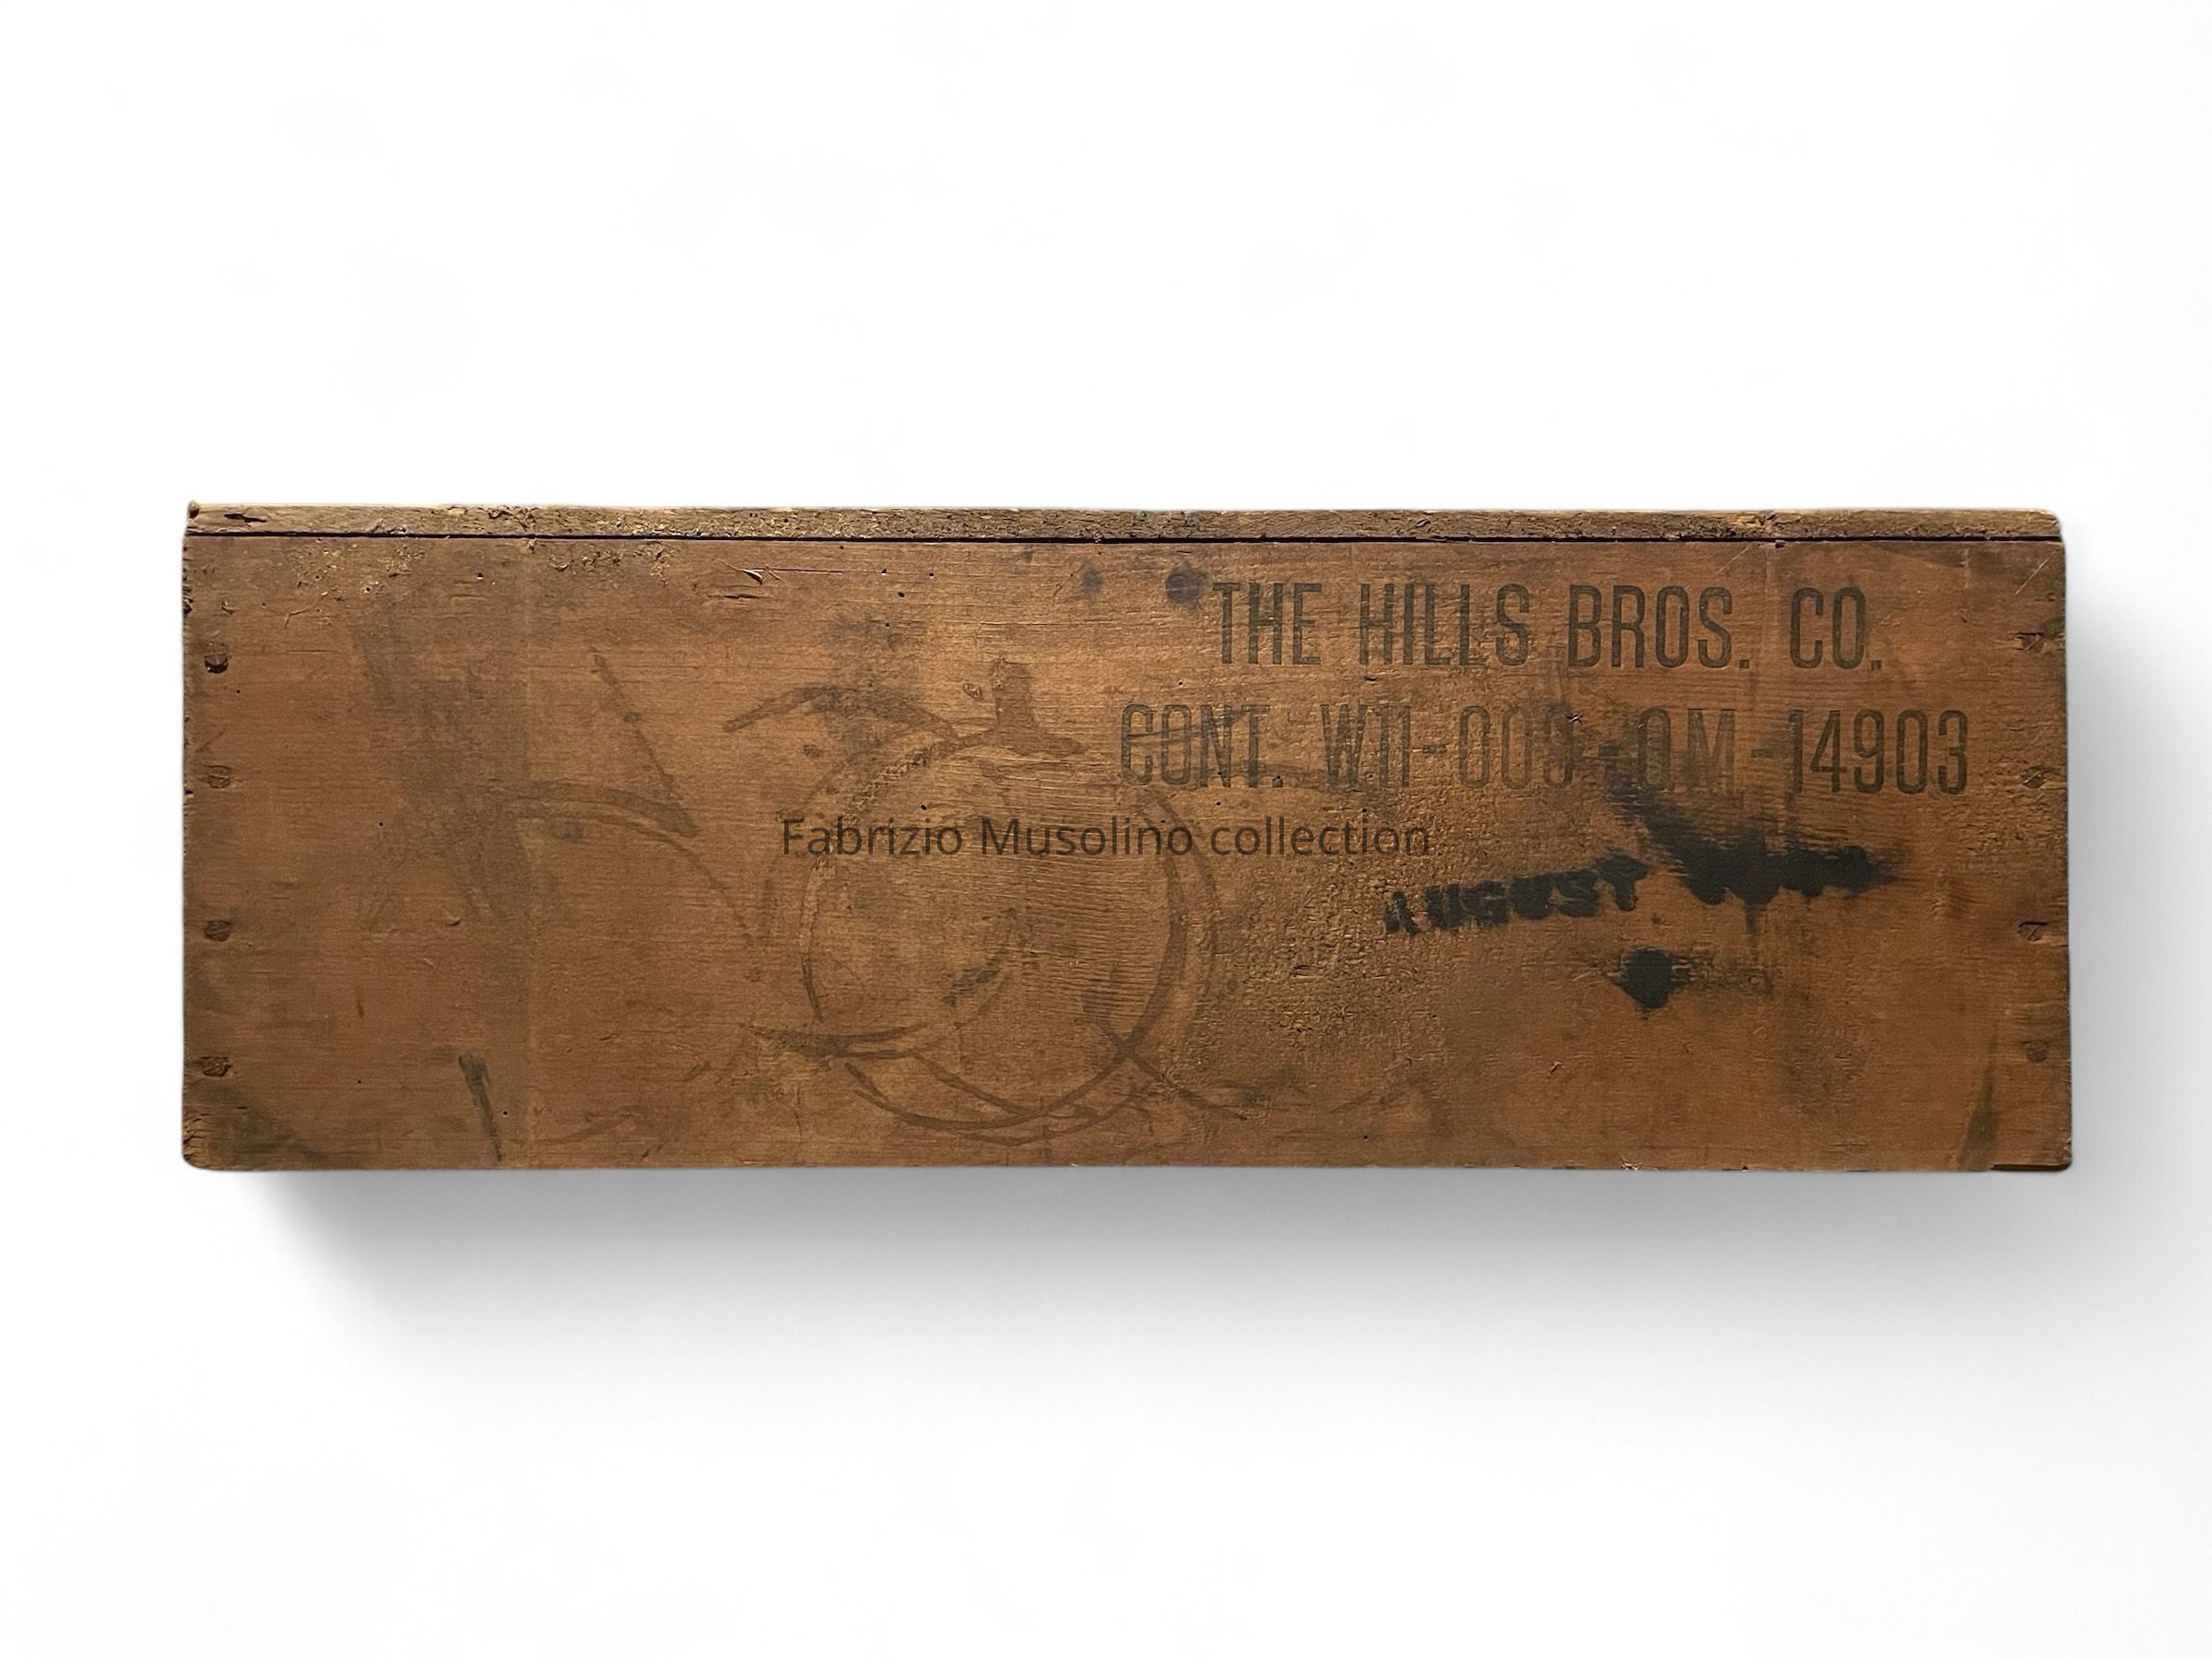 THE HILLS BROS. CO.
CONT. W11-009-QM-14903
Fabrizio Musolino collection
AUGUST